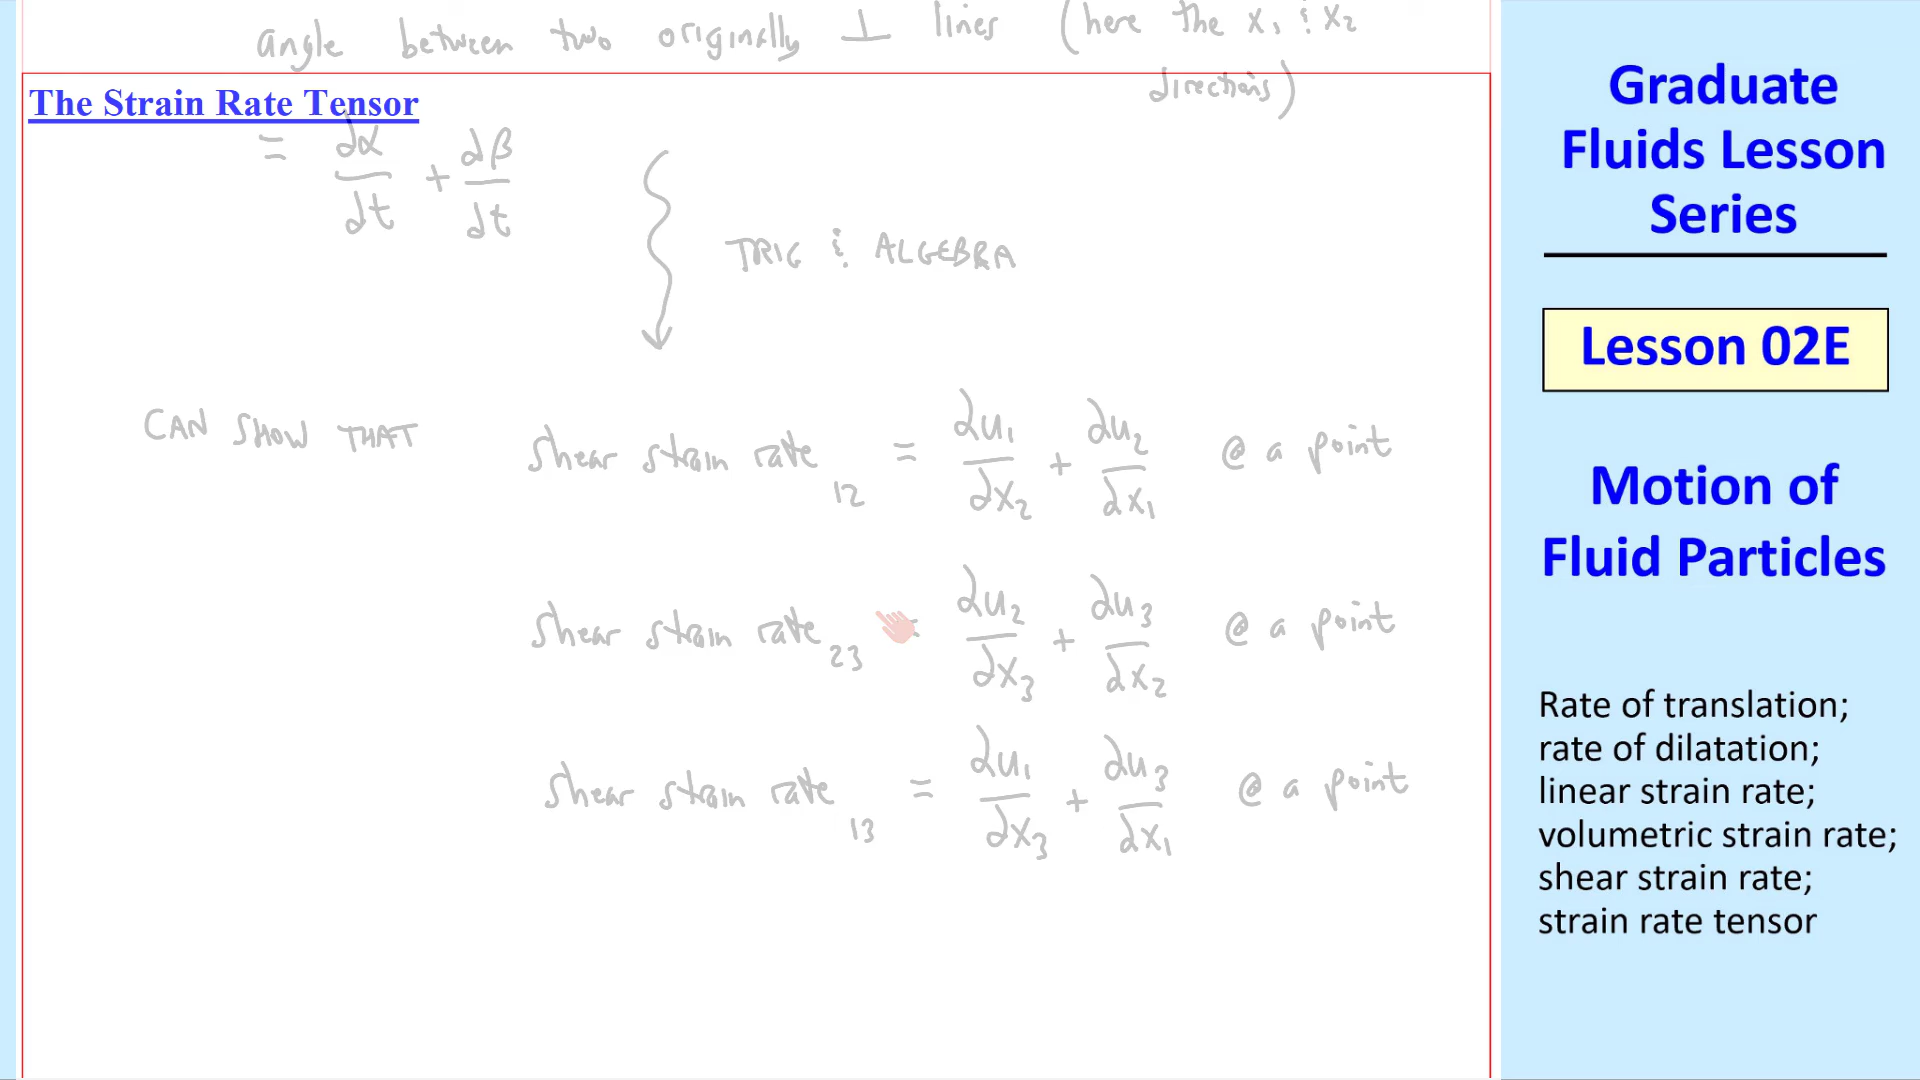 angle between two originally ⊥ lines (here the x₁ & x₂
directions)
The Strain Rate Tensor
= dα/dt + dβ/dt
TRIG & ALGEBRA
CAN SHOW THAT shear strain rate₁₂ = ∂u₁/∂x₂ + ∂u₂/∂x₁ @ a point
shear strain rate₂₃ = ∂u₂/∂x₃ + ∂u₃/∂x₂ @ a point
shear strain rate₁₃ = ∂u₁/∂x₃ + ∂u₃/∂x₁ @ a point
Graduate
Fluids Lesson
Series
Lesson 02E
Motion of
Fluid Particles
Rate of translation;
rate of dilatation;
linear strain rate;
volumetric strain rate;
shear strain rate;
strain rate tensor